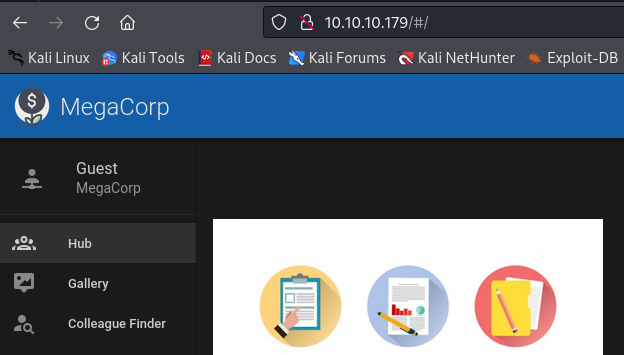 10.10.10.179/#/
Kali Linux Kali Tools Kali Docs Kali Forums Kali NetHunter Exploit-DB
$ MegaCorp
Guest
MegaCorp
Hub
Gallery
Colleague Finder